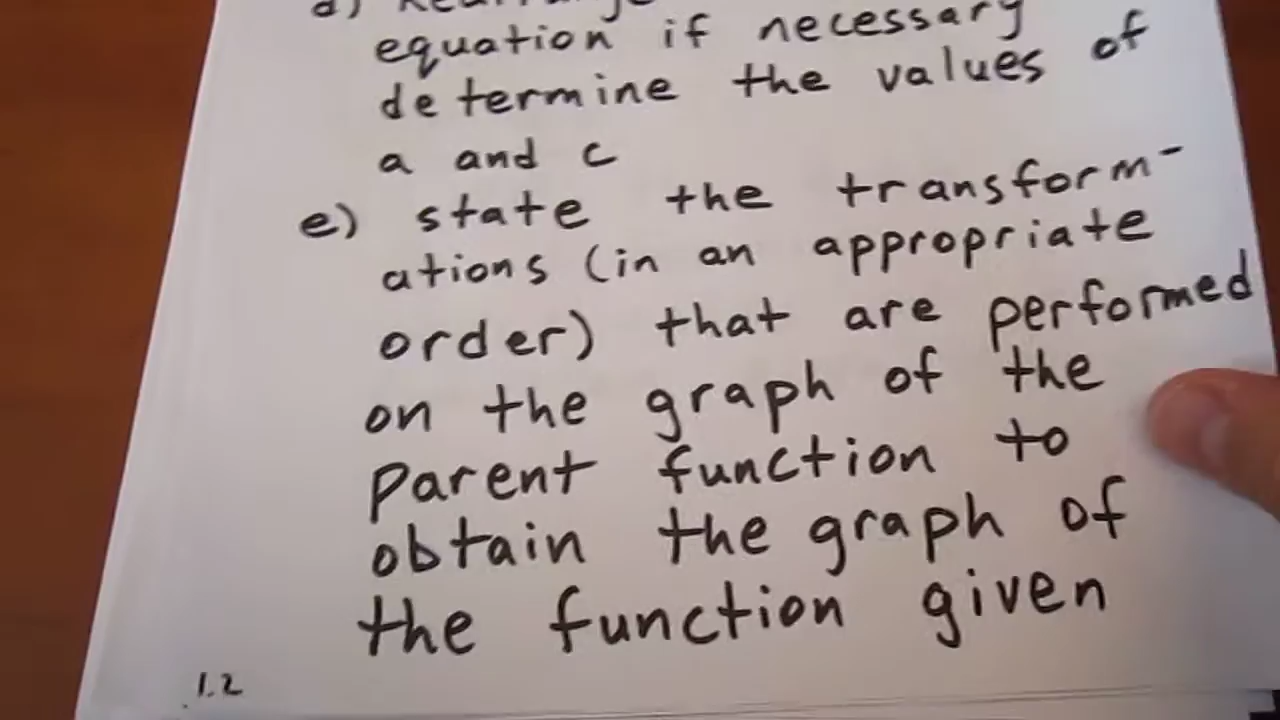 d) Rearrange
equation if necessary
determine the values of
a and c
e) state the transform-
ations (in an appropriate
order) that are performed
on the graph of the
parent function to
obtain the graph of
the function given
1.2